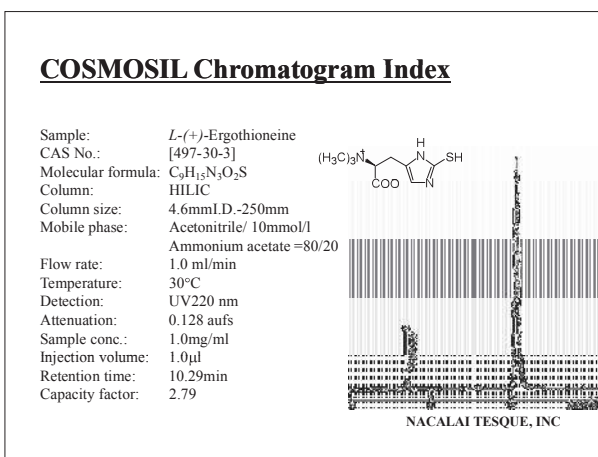 COSMOSIL Chromatogram Index
Sample: L-(+)-Ergothioneine
CAS No.: [497-30-3]
Molecular formula: C₉H₁₅N₃O₂S
Column: HILIC
Column size: 4.6mmI.D.-250mm
Mobile phase: Acetonitrile/ 10mmol/l
Ammonium acetate =80/20
Flow rate: 1.0 ml/min
Temperature: 30°C
Detection: UV220 nm
Attenuation: 0.128 aufs
Sample conc.: 1.0mg/ml
Injection volume: 1.0μl
Retention time: 10.29min
Capacity factor: 2.79
H
(H₃C)₃N⁺
N
SH
COO
N
NACALAI TESQUE, INC